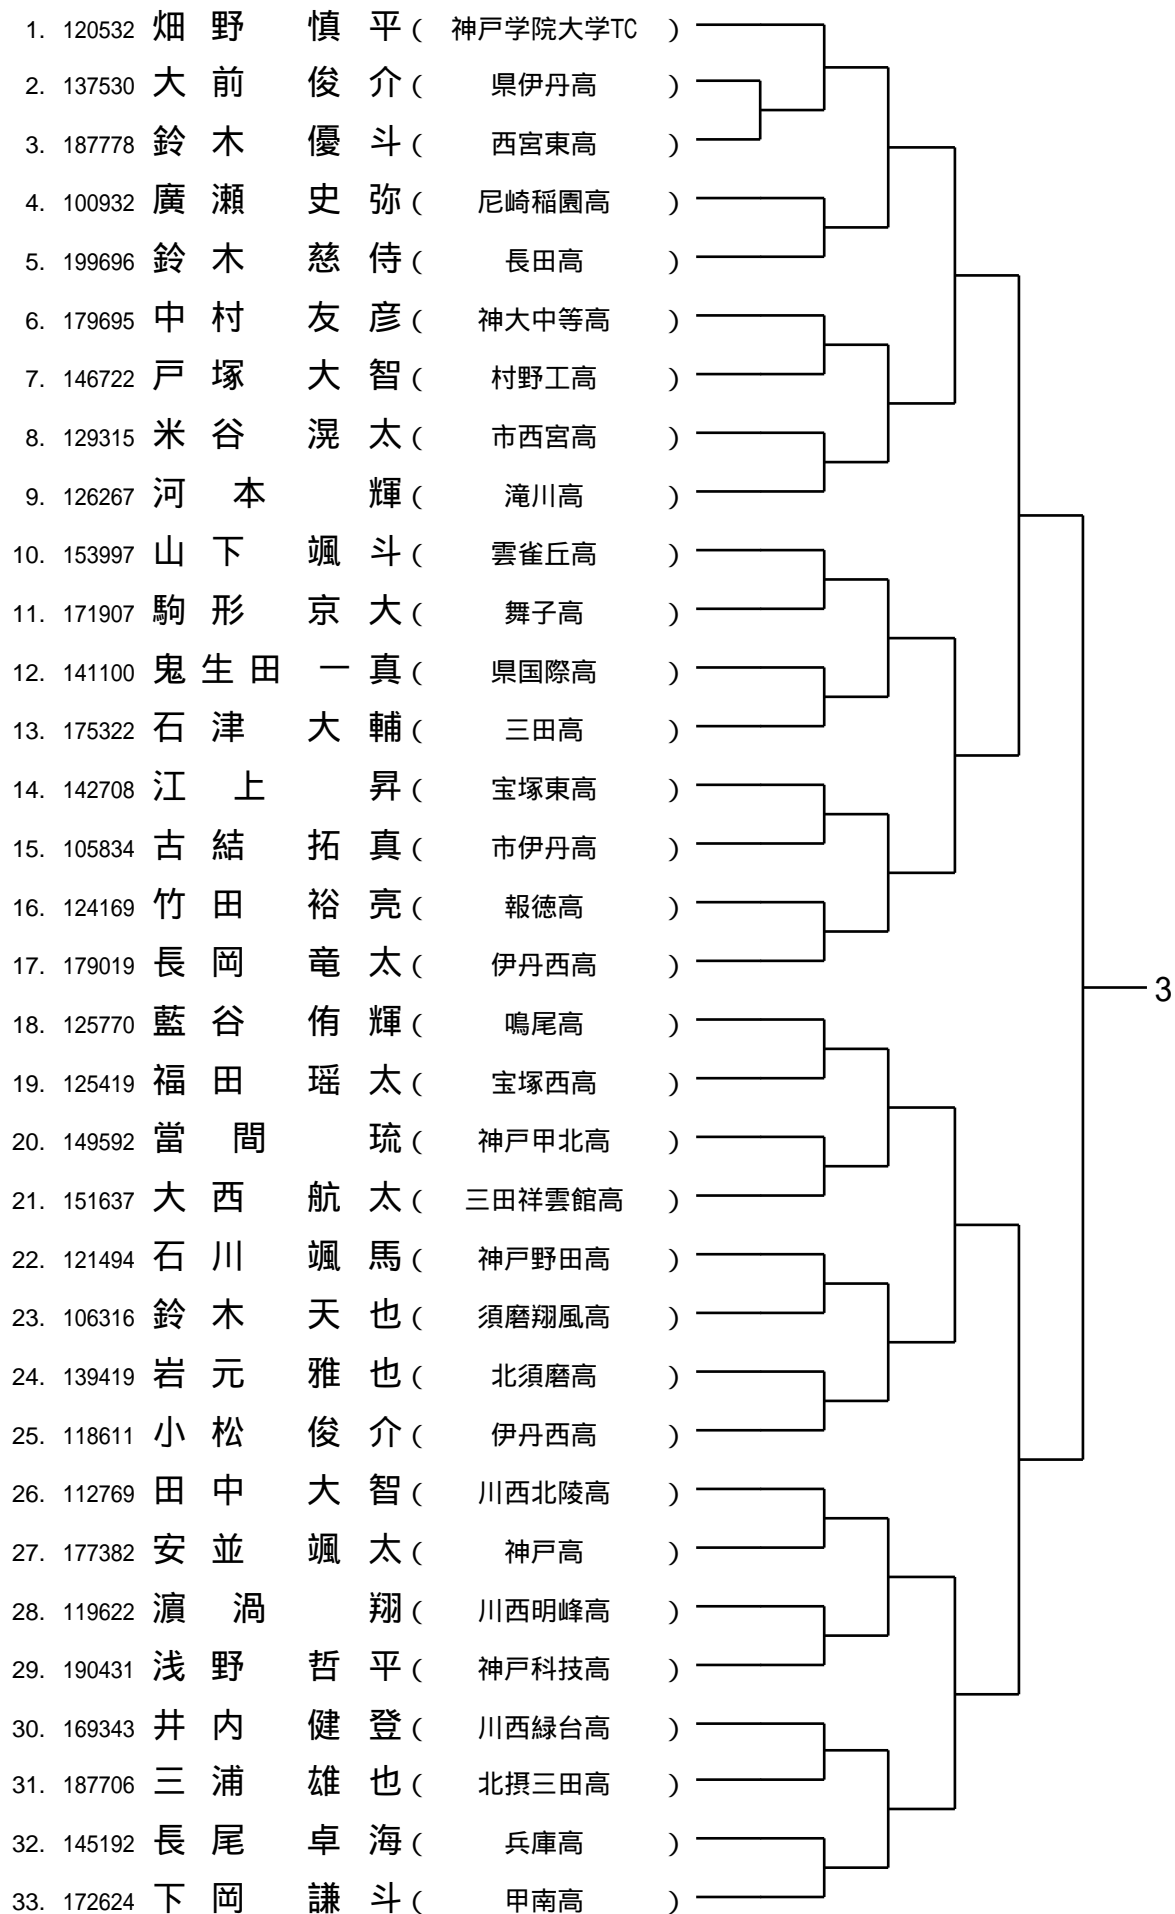 1. 120532 畑野 慎平 ( 神戸学院大学TC )
2. 137530 大前 俊介 ( 県伊丹高 )
3. 187778 鈴木 優斗 ( 西宮東高 )
4. 100932 廣瀬 史弥 ( 尼崎稲園高 )
5. 199696 鈴木 慈侍 ( 長田高 )
6. 179695 中村 友彦 ( 神大中等高 )
7. 146722 戸塚 大智 ( 村野工高 )
8. 129315 米谷 滉太 ( 市西宮高 )
9. 126267 河本 輝 ( 滝川高 )
10. 153997 山下 颯斗 ( 雲雀丘高 )
11. 171907 駒形 京大 ( 舞子高 )
12. 141100 鬼生田 一真 ( 県国際高 )
13. 175322 石津 大輔 ( 三田高 )
14. 142708 江上 昇 ( 宝塚東高 )
15. 105834 古結 拓真 ( 市伊丹高 )
16. 124169 竹田 裕亮 ( 報徳高 )
17. 179019 長岡 竜太 ( 伊丹西高 )
3
18. 125770 藍谷 侑輝 ( 鳴尾高 )
19. 125419 福田 瑶太 ( 宝塚西高 )
20. 149592 當間 琉 ( 神戸甲北高 )
21. 151637 大西 航太 ( 三田祥雲館高 )
22. 121494 石川 颯馬 ( 神戸野田高 )
23. 106316 鈴木 天也 ( 須磨翔風高 )
24. 139419 岩元 雅也 ( 北須磨高 )
25. 118611 小松 俊介 ( 伊丹西高 )
26. 112769 田中 大智 ( 川西北陵高 )
27. 177382 安並 颯太 ( 神戸高 )
28. 119622 濵渦 翔 ( 川西明峰高 )
29. 190431 浅野 哲平 ( 神戸科技高 )
30. 169343 井内 健登 ( 川西緑台高 )
31. 187706 三浦 雄也 ( 北摂三田高 )
32. 145192 長尾 卓海 ( 兵庫高 )
33. 172624 下岡 謙斗 ( 甲南高 )